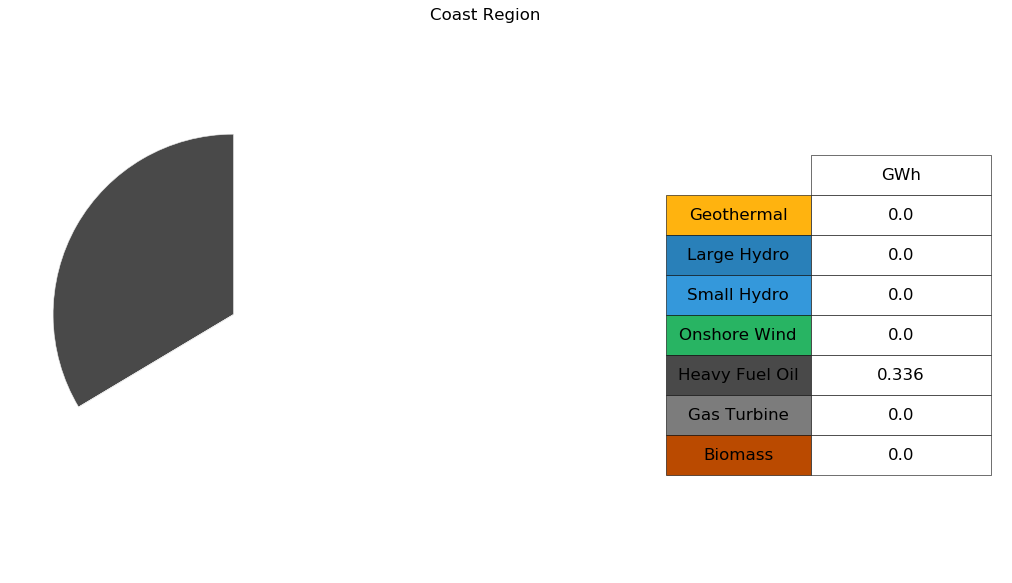 Coast Region
GWh
Geothermal 0.0
Large Hydro 0.0
Small Hydro 0.0
Onshore Wind 0.0
Heavy Fuel Oil 0.336
Gas Turbine 0.0
Biomass 0.0